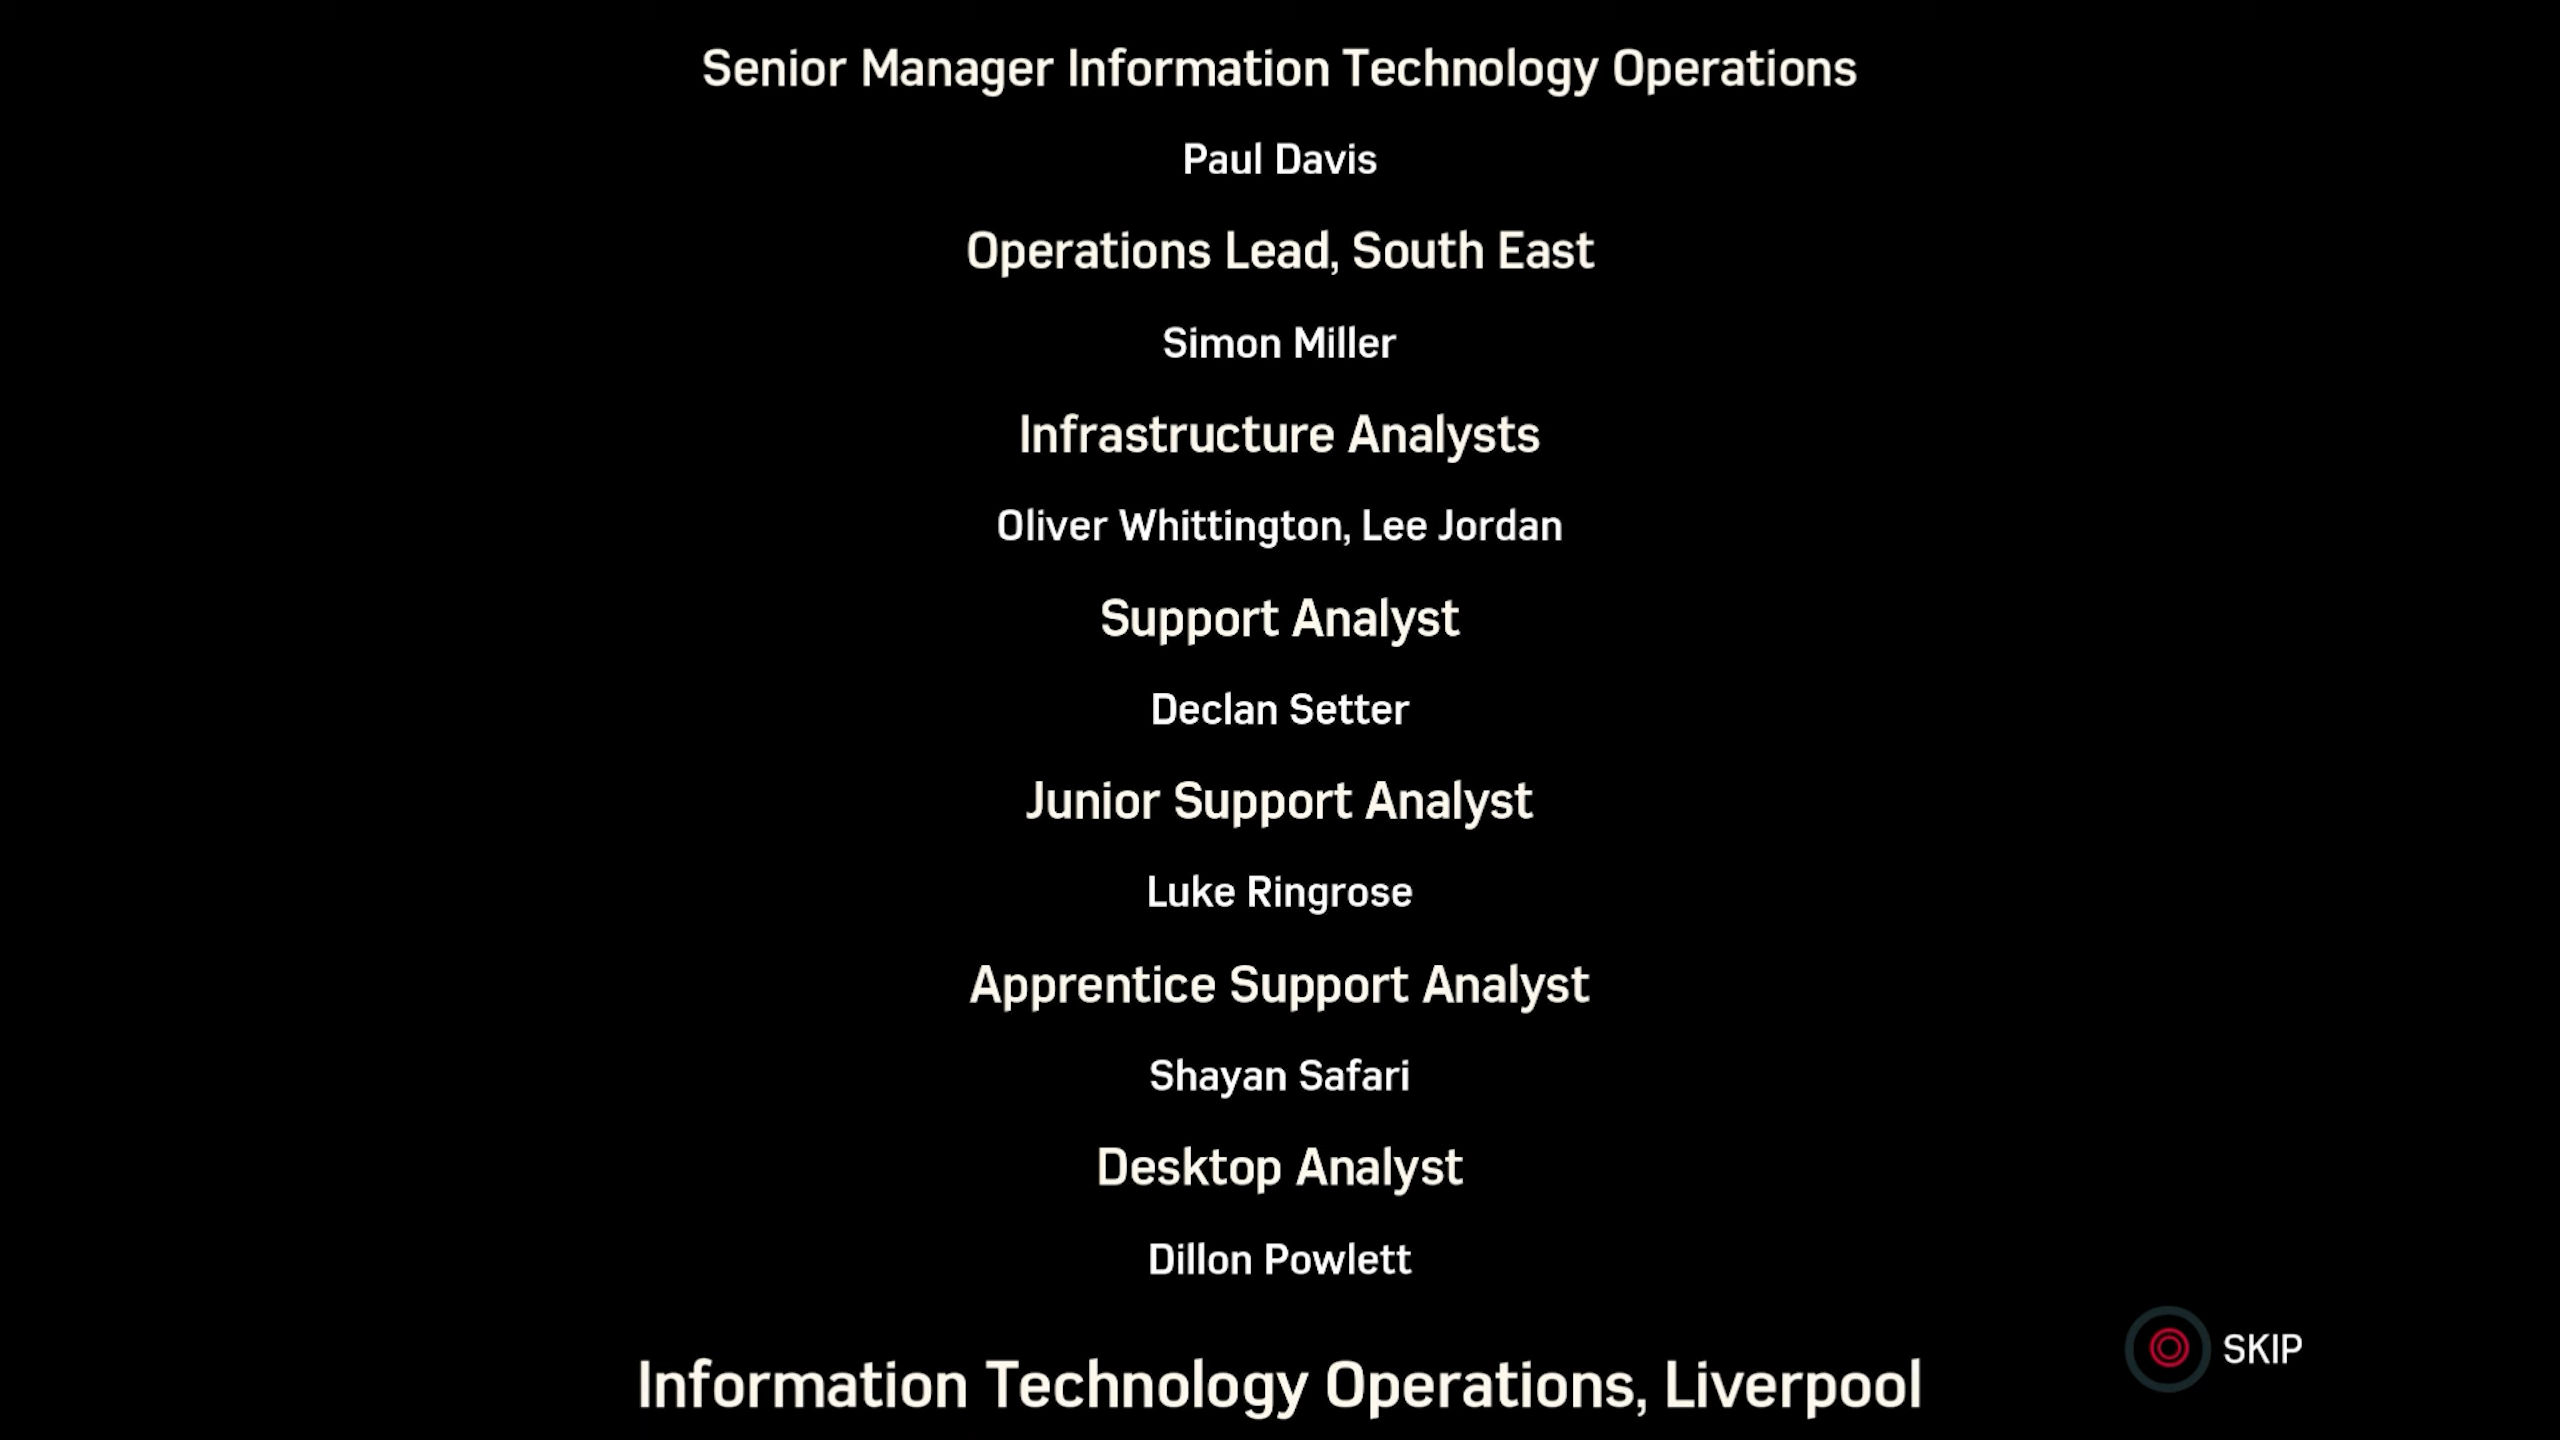 Senior Manager Information Technology Operations
Paul Davis
Operations Lead, South East
Simon Miller
Infrastructure Analysts
Oliver Whittington, Lee Jordan
Support Analyst
Declan Setter
Junior Support Analyst
Luke Ringrose
Apprentice Support Analyst
Shayan Safari
Desktop Analyst
Dillon Powlett
SKIP
Information Technology Operations, Liverpool